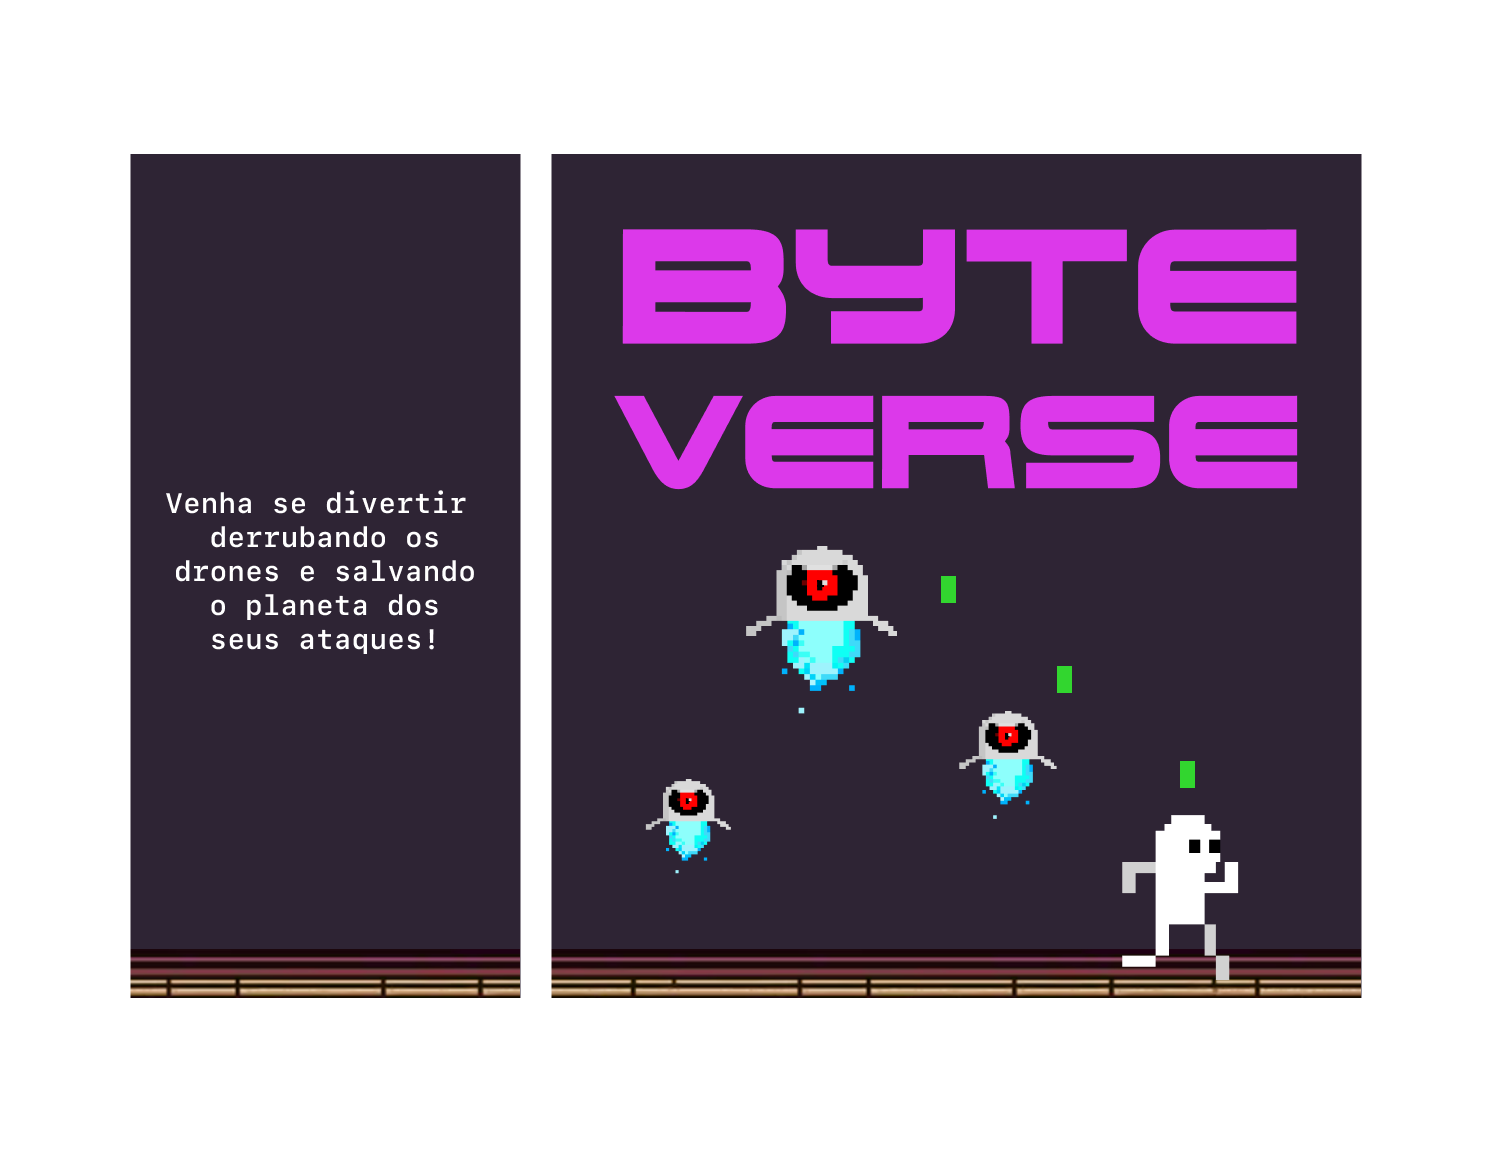 Venha se divertir
derrubando os
drones e salvando
o planeta dos
seus ataques!
BYTE
VERSE